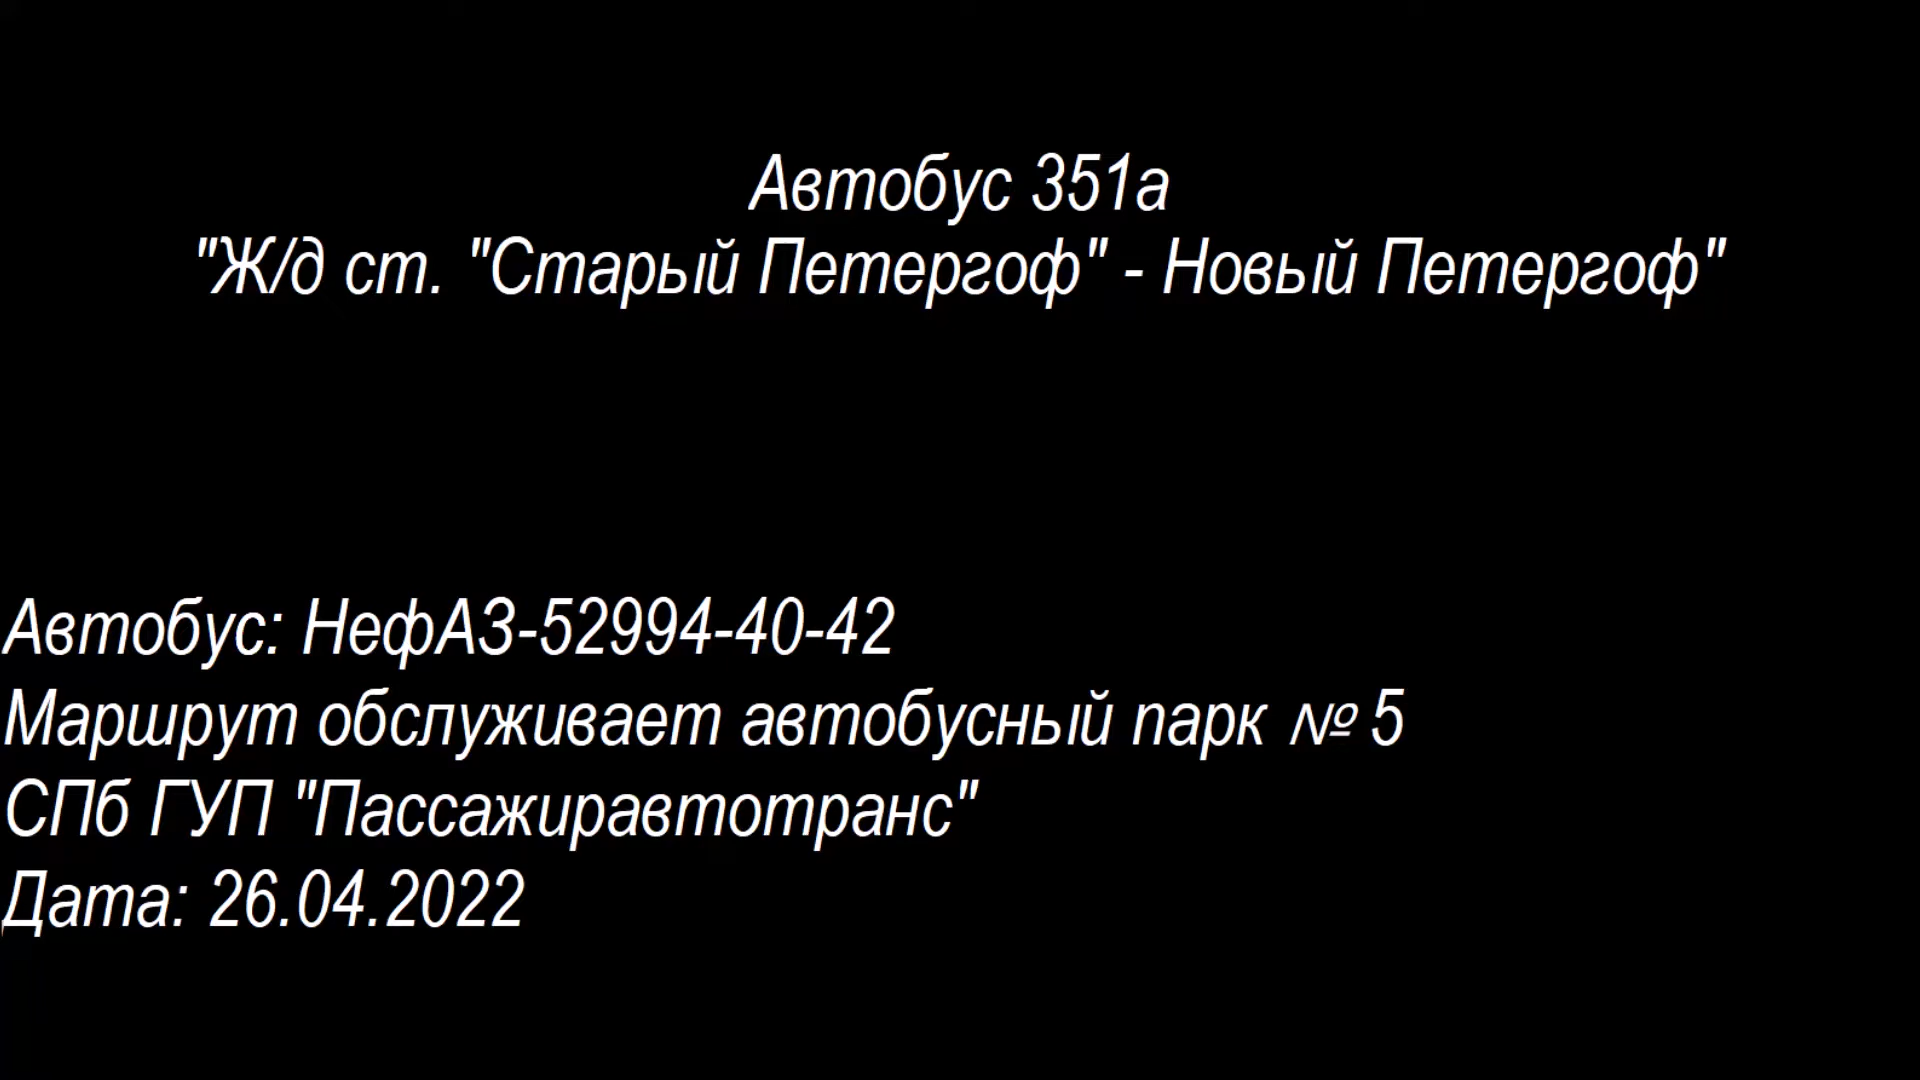 Автобус 351а
"Ж/д ст. "Старый Петергоф" - Новый Петергоф"
Автобус: НефАЗ-52994-40-42
Маршрут обслуживает автобусный парк № 5
СПб ГУП "Пассажиравтотранс"
Дата: 26.04.2022